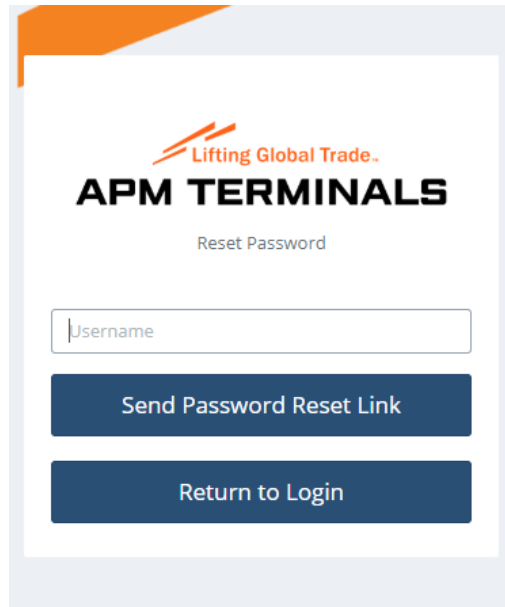 Lifting Global Trade™
APM TERMINALS
Reset Password
Username
Send Password Reset Link
Return to Login